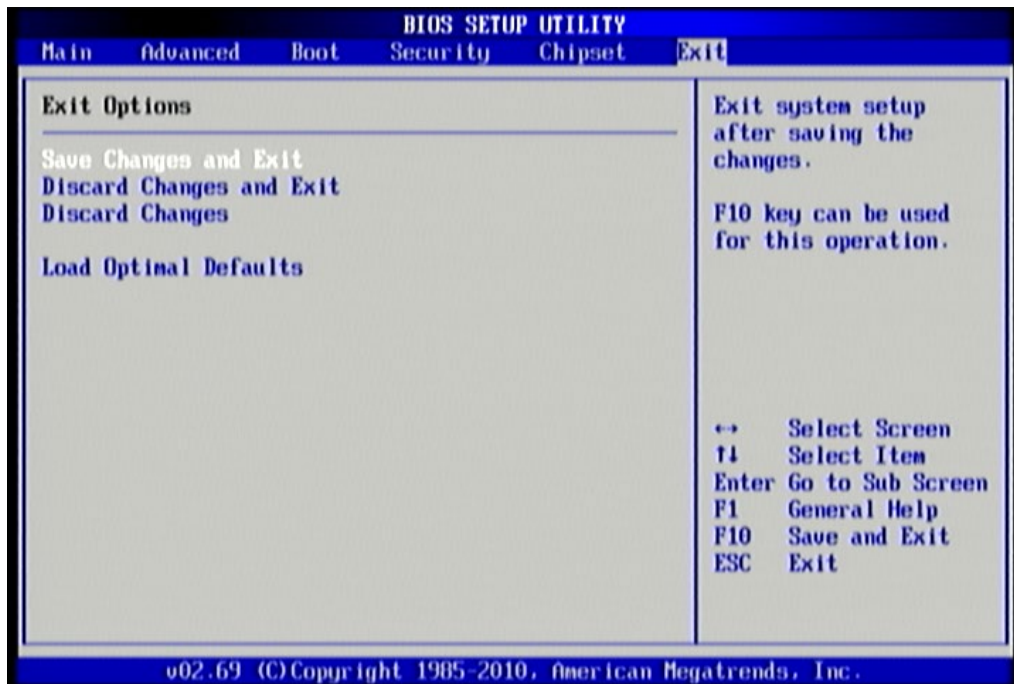 BIOS SETUP UTILITY
Main Advanced Boot Security Chipset Exit
Exit Options
Save Changes and Exit
Discard Changes and Exit
Discard Changes
Load Optimal Defaults
Exit system setup
after saving the
changes.
F10 key can be used
for this operation.
↔ Select Screen
↑↓ Select Item
Enter Go to Sub Screen
F1 General Help
F10 Save and Exit
ESC Exit
v02.69 (C)Copyright 1985-2010, American Megatrends, Inc.